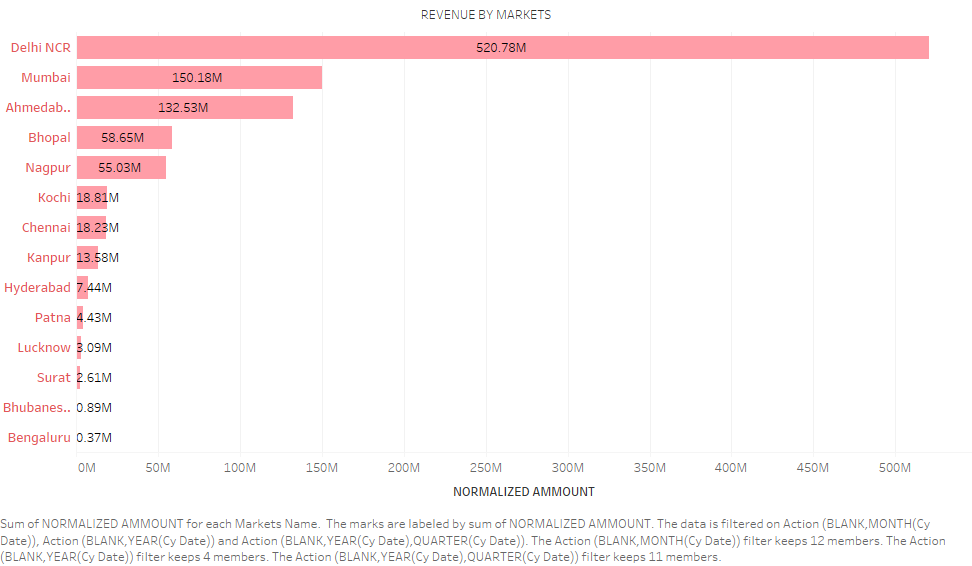 REVENUE BY MARKETS
Delhi NCR 520.78M
Mumbai 150.18M
Ahmedab.. 132.53M
Bhopal 58.65M
Nagpur 55.03M
Kochi 18.81M
Chennai 18.23M
Kanpur 13.58M
Hyderabad 7.44M
Patna 4.43M
Lucknow 3.09M
Surat 2.61M
Bhubanes.. 0.89M
Bengaluru 0.37M
0M 50M 100M 150M 200M 250M 300M 350M 400M 450M 500M
NORMALIZED AMMOUNT
Sum of NORMALIZED AMMOUNT for each Markets Name. The marks are labeled by sum of NORMALIZED AMMOUNT. The data is filtered on Action (BLANK,MONTH(Cy
Date)), Action (BLANK,YEAR(Cy Date)) and Action (BLANK,YEAR(Cy Date),QUARTER(Cy Date)). The Action (BLANK,MONTH(Cy Date)) filter keeps 12 members. The Action
(BLANK,YEAR(Cy Date)) filter keeps 4 members. The Action (BLANK,YEAR(Cy Date),QUARTER(Cy Date)) filter keeps 11 members.